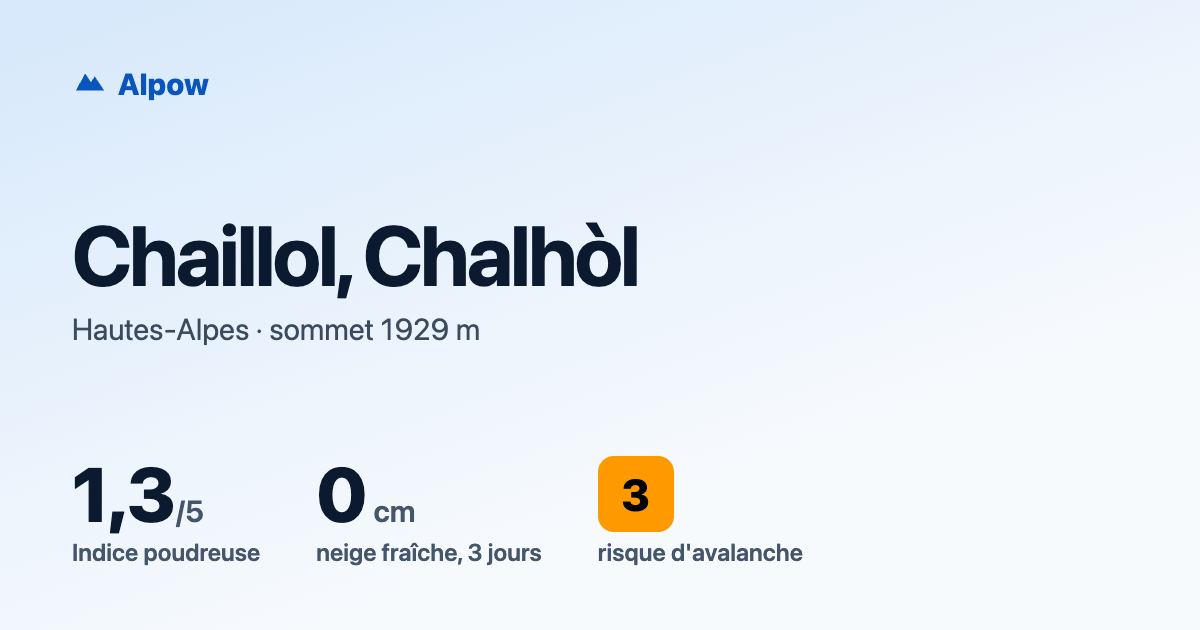 Alpow
Chaillol, Chalhòl
Hautes-Alpes · sommet 1929 m
1,3/5
Indice poudreuse
0 cm
neige fraîche, 3 jours
3
risque d'avalanche